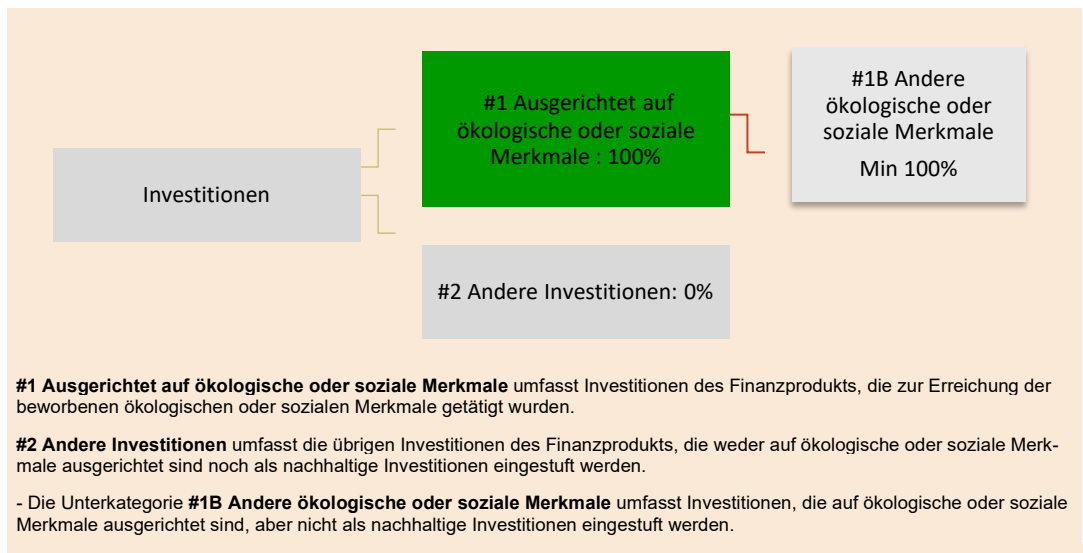 #1 Ausgerichtet auf
ökologische oder soziale
Merkmale : 100%
#1B Andere
ökologische oder
soziale Merkmale
Min 100%
Investitionen
#2 Andere Investitionen: 0%
#1 Ausgerichtet auf ökologische oder soziale Merkmale umfasst Investitionen des Finanzprodukts, die zur Erreichung der
beworbenen ökologischen oder sozialen Merkmale getätigt wurden.
#2 Andere Investitionen umfasst die übrigen Investitionen des Finanzprodukts, die weder auf ökologische oder soziale Merk-
male ausgerichtet sind noch als nachhaltige Investitionen eingestuft werden.
- Die Unterkategorie #1B Andere ökologische oder soziale Merkmale umfasst Investitionen, die auf ökologische oder soziale
Merkmale ausgerichtet sind, aber nicht als nachhaltige Investitionen eingestuft werden.